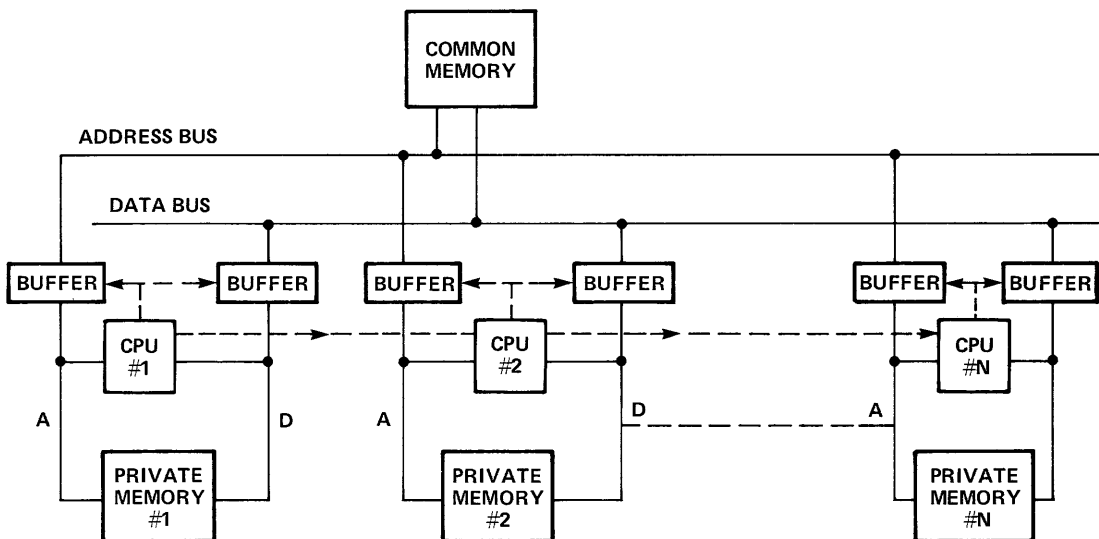 COMMON
MEMORY
ADDRESS BUS
DATA BUS
BUFFER
BUFFER
BUFFER
BUFFER
BUFFER
BUFFER
CPU
#1
CPU
#2
CPU
#N
A
D
A
D
A
PRIVATE
MEMORY
#1
PRIVATE
MEMORY
#2
PRIVATE
MEMORY
#N